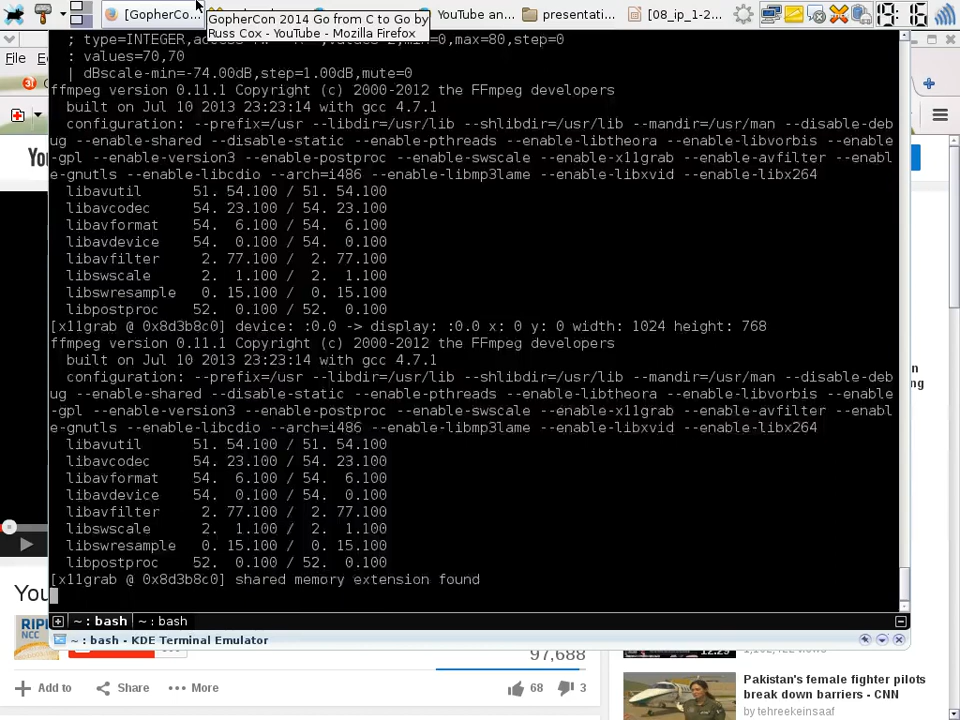 [GopherCo...
YouTube an...
presentati...
[08_ip_1-2...
19:16
GopherCon 2014 Go from C to Go by
Russ Cox - YouTube - Mozilla Firefox
File
; type=INTEGER,access=rw
min=0,max=80,step=0
: values=70,70
| dBscale-min=-74.00dB,step=1.00dB,mute=0
ffmpeg version 0.11.1 Copyright (c) 2000-2012 the FFmpeg developers
built on Jul 10 2013 23:23:14 with gcc 4.7.1
configuration: --prefix=/usr --libdir=/usr/lib --shlibdir=/usr/lib --mandir=/usr/man --disable-deb
ug --enable-shared --disable-static --enable-pthreads --enable-libtheora --enable-libvorbis --enable
-gpl --enable-version3 --enable-postproc --enable-swscale --enable-x11grab --enable-avfilter --enabl
e-gnutls --enable-libcdio --arch=i486 --enable-libmp3lame --enable-libxvid --enable-libx264
libavutil 51. 54.100 / 51. 54.100
libavcodec 54. 23.100 / 54. 23.100
libavformat 54. 6.100 / 54. 6.100
libavdevice 54. 0.100 / 54. 0.100
libavfilter 2. 77.100 / 2. 77.100
libswscale 2. 1.100 / 2. 1.100
libswresample 0. 15.100 / 0. 15.100
libpostproc 52. 0.100 / 52. 0.100
[x11grab @ 0x8d3b8c0] device: :0.0 -> display: :0.0 x: 0 y: 0 width: 1024 height: 768
ffmpeg version 0.11.1 Copyright (c) 2000-2012 the FFmpeg developers
built on Jul 10 2013 23:23:14 with gcc 4.7.1
configuration: --prefix=/usr --libdir=/usr/lib --shlibdir=/usr/lib --mandir=/usr/man --disable-deb
ug --enable-shared --disable-static --enable-pthreads --enable-libtheora --enable-libvorbis --enable
-gpl --enable-version3 --enable-postproc --enable-swscale --enable-x11grab --enable-avfilter --enabl
e-gnutls --enable-libcdio --arch=i486 --enable-libmp3lame --enable-libxvid --enable-libx264
libavutil 51. 54.100 / 51. 54.100
libavcodec 54. 23.100 / 54. 23.100
libavformat 54. 6.100 / 54. 6.100
libavdevice 54. 0.100 / 54. 0.100
libavfilter 2. 77.100 / 2. 77.100
libswscale 2. 1.100 / 2. 1.100
libswresample 0. 15.100 / 0. 15.100
libpostproc 52. 0.100 / 52. 0.100
[x11grab @ 0x8d3b8c0] shared memory extension found
~ : bash
~ : bash
~ : bash - KDE Terminal Emulator
You
RIP
NCC
97,688
Add to
Share
More
68
3
Pakistan's female fighter pilots
break down barriers - CNN
by tehreekeinsaaf